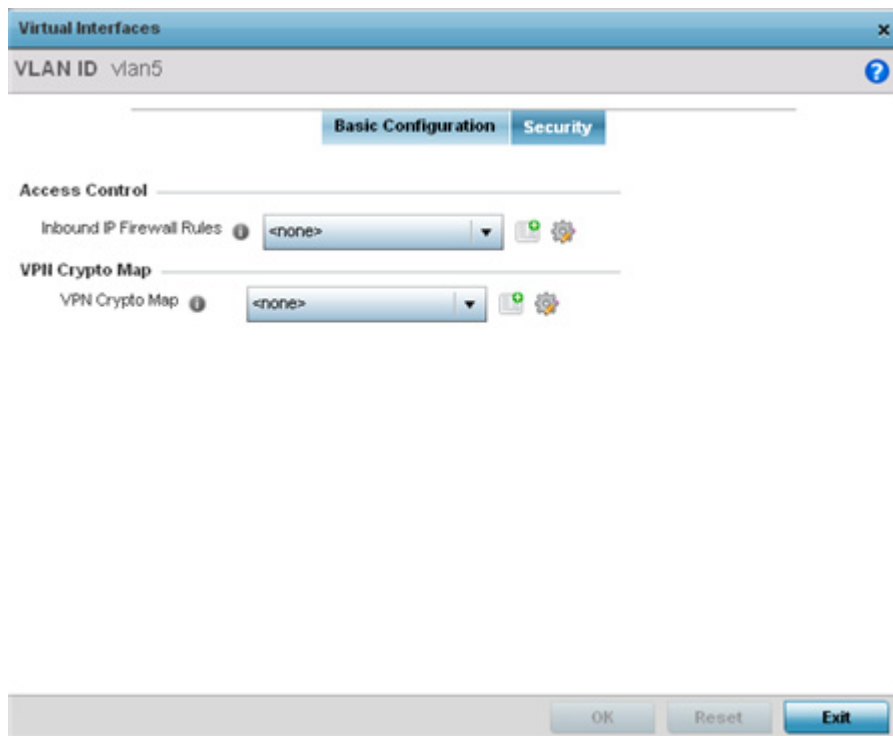 Virtual Interfaces
VLAN ID vlan5
Basic Configuration Security
Access Control
Inbound IP Firewall Rules <none>
VPN Crypto Map
VPN Crypto Map <none>
OK Reset Exit